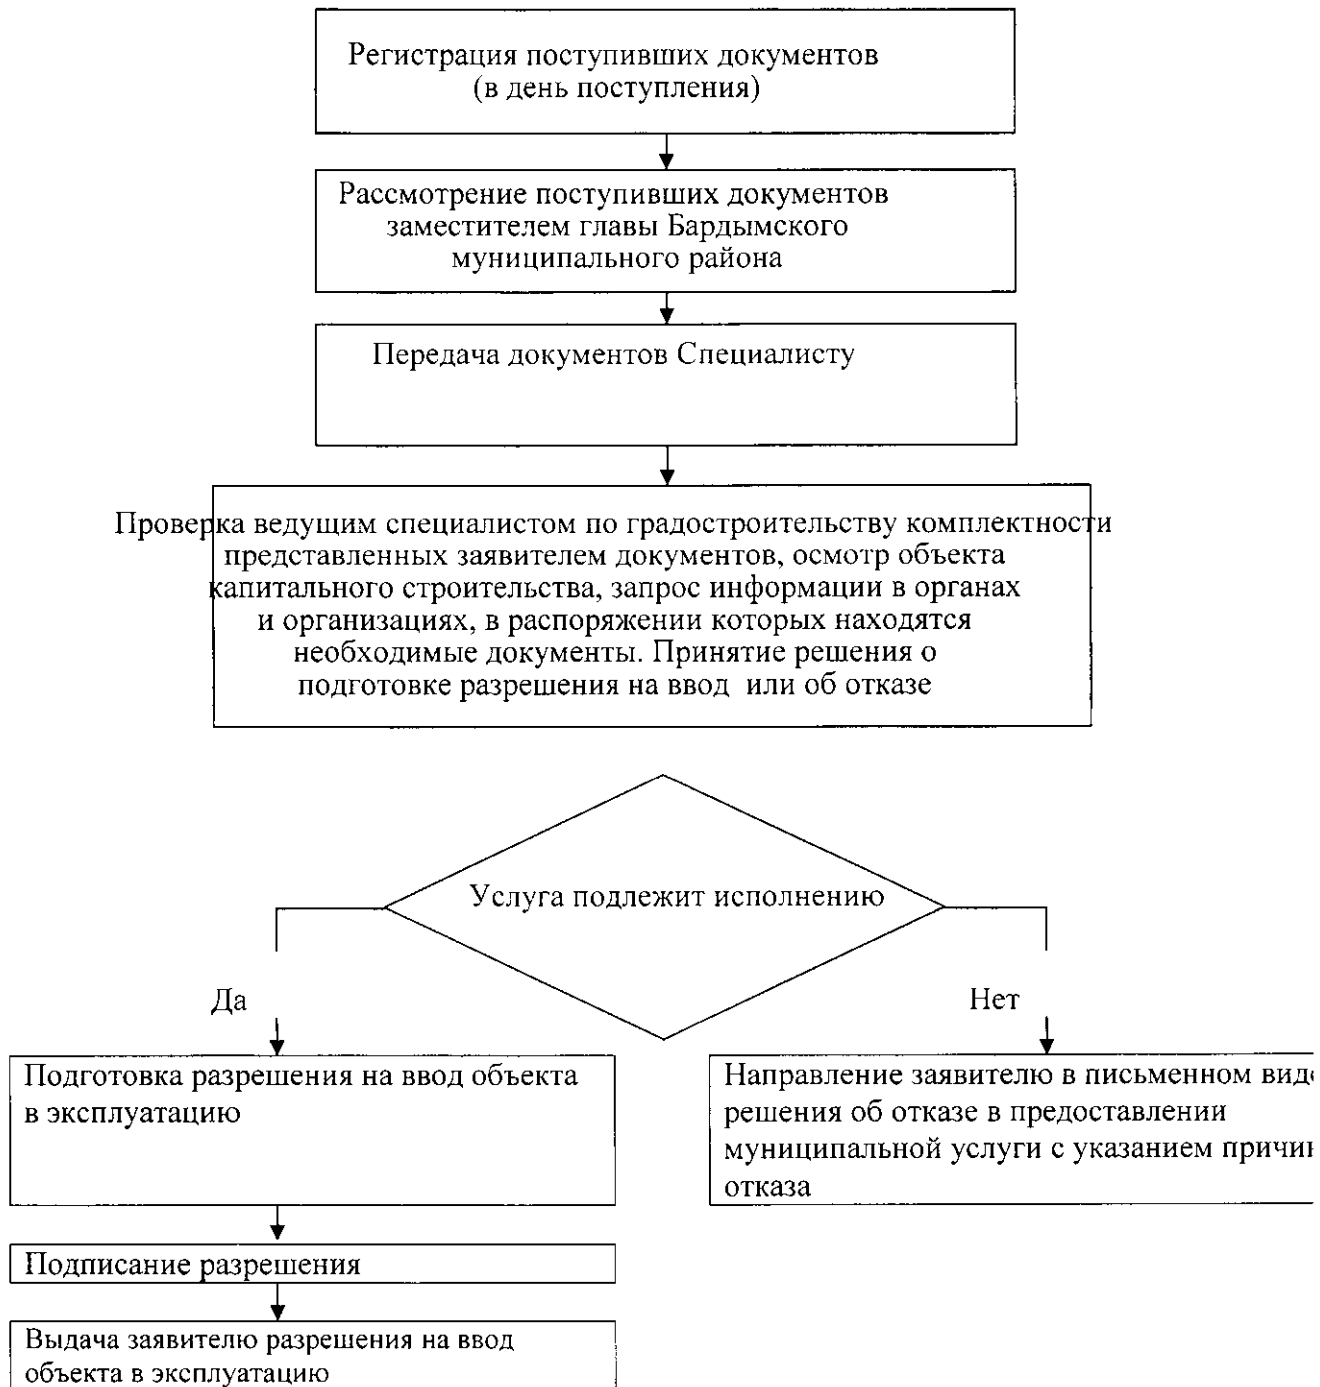 Регистрация поступивших документов
(в день поступления)
Рассмотрение поступивших документов
заместителем главы Бардымского
муниципального района
Передача документов Специалисту
Проверка ведущим специалистом по градостроительству комплектности
представленных заявителем документов, осмотр объекта
капитального строительства, запрос информации в органах
и организациях, в распоряжении которых находятся
необходимые документы. Принятие решения о
подготовке разрешения на ввод или об отказе
Услуга подлежит исполнению
Да
Нет
Подготовка разрешения на ввод объекта
в эксплуатацию
Направление заявителю в письменном виде
решения об отказе в предоставлении
муниципальной услуги с указанием причин
отказа
Подписание разрешения
Выдача заявителю разрешения на ввод
объекта в эксплуатацию